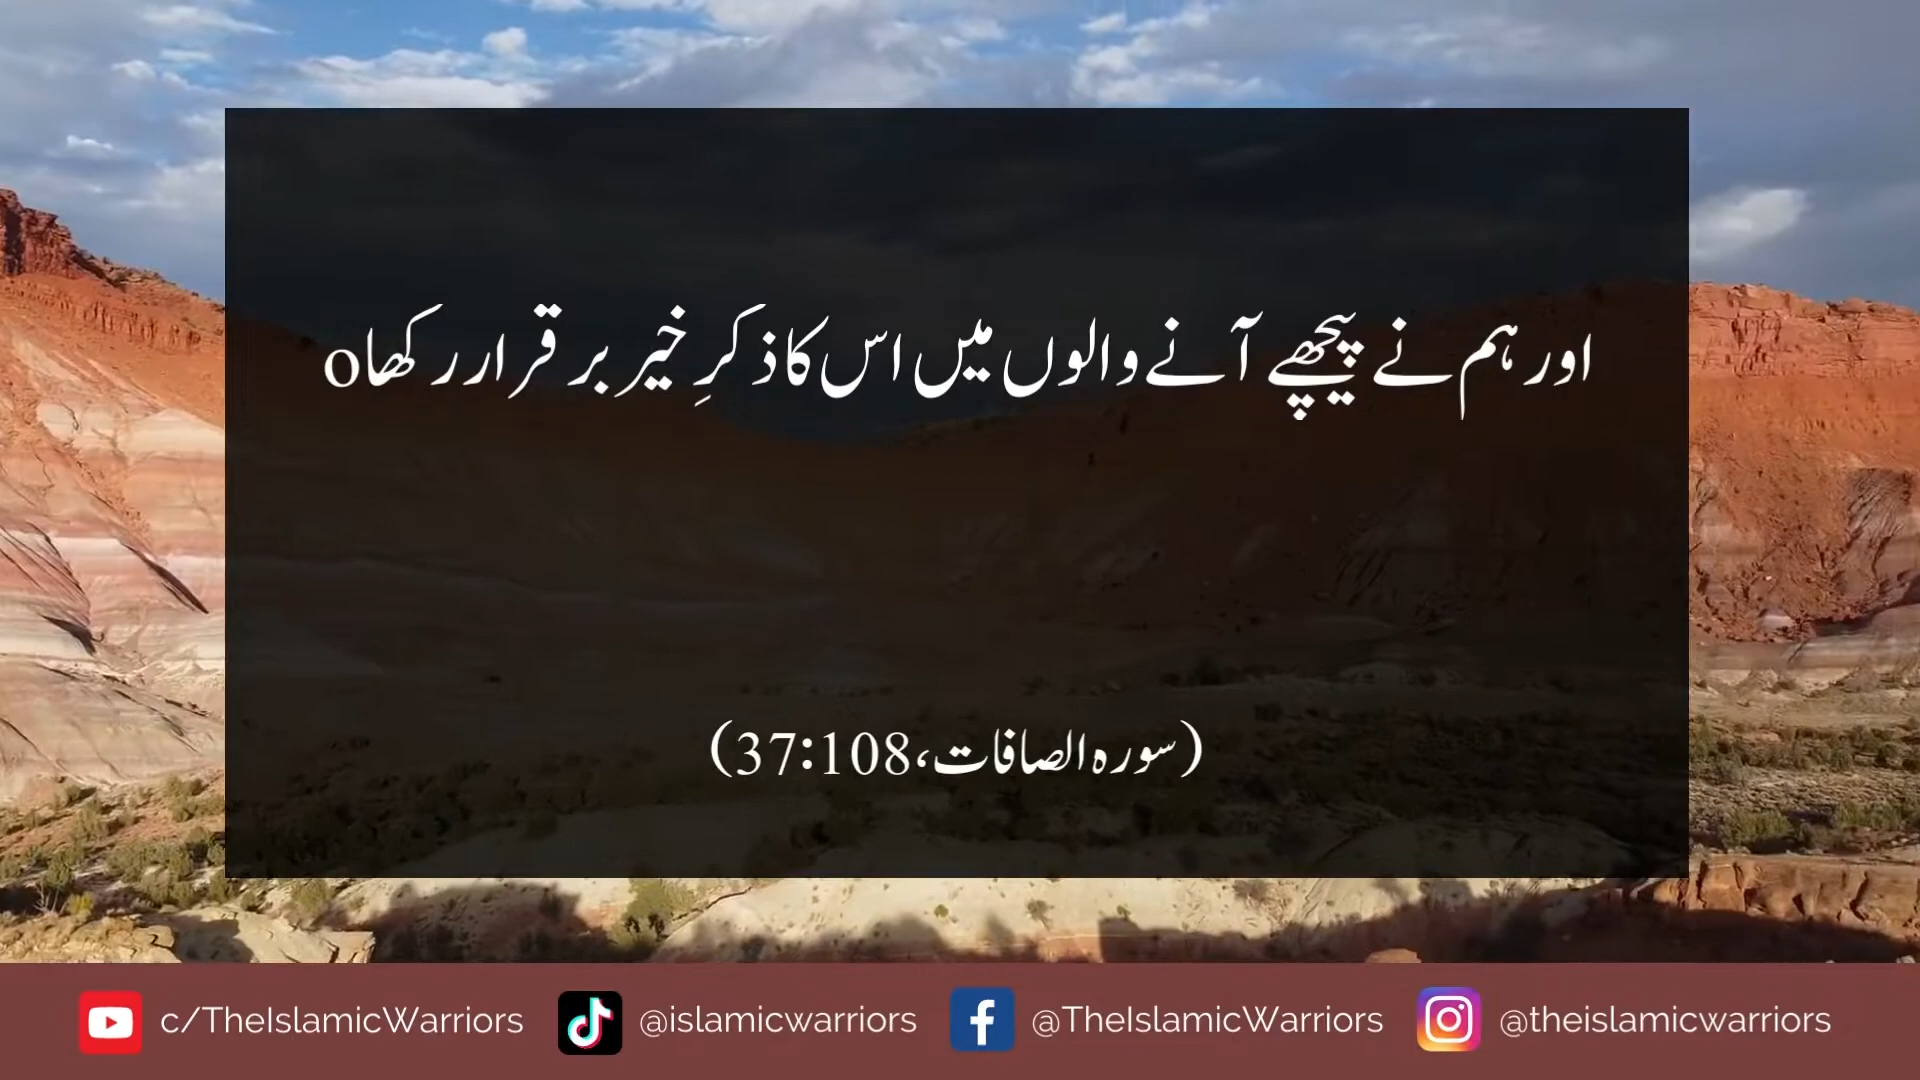 اور ہم نے پیچھے آنے والوں میں اس کا ذکرِ خیر برقرار رکھاo
(سورہ الصافات، 37:108)
c/TheIslamicWarriors @islamicwarriors @TheIslamicWarriors @theislamicwarriors